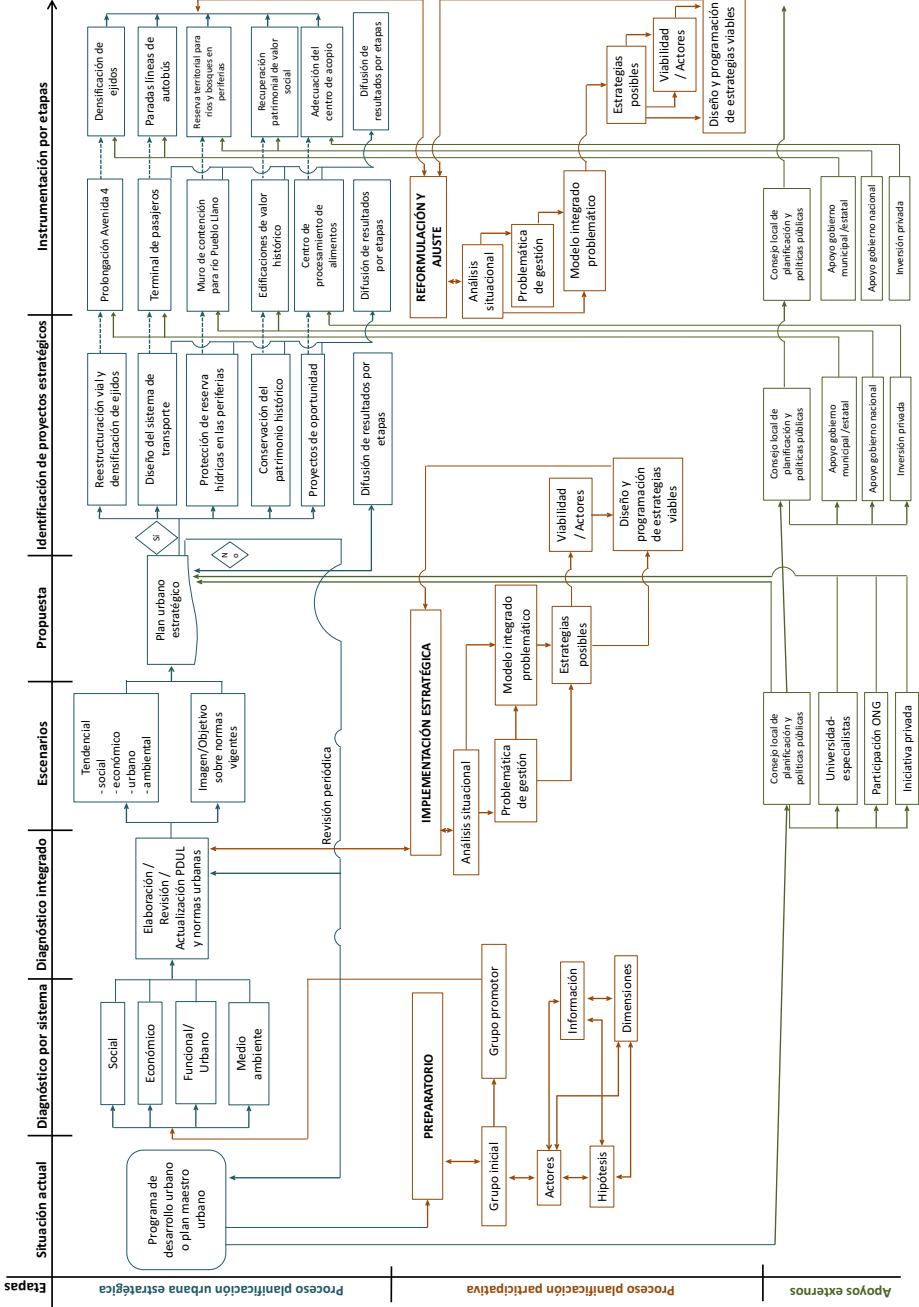 Etapas
Situación actual
Diagnóstico por sistema
Diagnóstico integrado
Escenarios
Propuesta
Identificación de proyectos estratégicos
Instrumentación por etapas
Proceso planificación urbana estratégica
Programa de
desarrollo urbano
o plan maestro
urbano
Social
Económico
Funcional/
Urbano
Medio
ambiente
Elaboración /
Revisión /
Actualización PDUL
y normas urbanas
Tendencial
- social
- económico
- urbano
- ambiental
Imagen/Objetivo
sobre normas
vigentes
Plan urbano
estratégico
Sí
N
o
Revisión periódica
Reestructuración vial y
densificación de ejidos
Diseño del sistema de
transporte
Protección de reserva
hídricas en las periferias
Conservación del
patrimonio histórico
Proyectos de oportunidad
Difusión de resultados por
etapas
Prolongación Avenida 4
Terminal de pasajeros
Muro de contención
para río Pueblo Llano
Edificaciones de valor
histórico
Centro de
procesamiento de
alimentos
Difusión de resultados
por etapas
Densificación de
ejidos
Paradas líneas de
autobús
Reserva territorial para
ríos y bosques en
periferias
Recuperación
patrimonial de valor
social
Adecuación del
centro de acopio
Difusión de
resultados por etapas
Proceso planificación participativa
PREPARATORIO
Grupo inicial
Grupo promotor
Actores
Información
Hipótesis
Dimensiones
IMPLEMENTACIÓN ESTRATÉGICA
Análisis situacional
Problemática
de gestión
Modelo integrado
problemático
Estrategias
posibles
Viabilidad
/ Actores
Diseño y
programación
de estrategias
viables
REFORMULACIÓN Y
AJUSTE
Análisis
situacional
Problemática
de gestión
Modelo integrado
problemático
Estrategias
posibles
Viabilidad
/ Actores
Diseño y programación
de estrategias viables
Apoyos externos
Consejo local de
planificación y
políticas públicas
Universidad-
especialistas
Participación ONG
Iniciativa privada
Consejo local de
planificación y
políticas públicas
Apoyo gobierno
municipal /estatal
Apoyo gobierno nacional
Inversión privada
Consejo local de
planificación y
políticas públicas
Apoyo gobierno
municipal /estatal
Apoyo gobierno nacional
Inversión privada